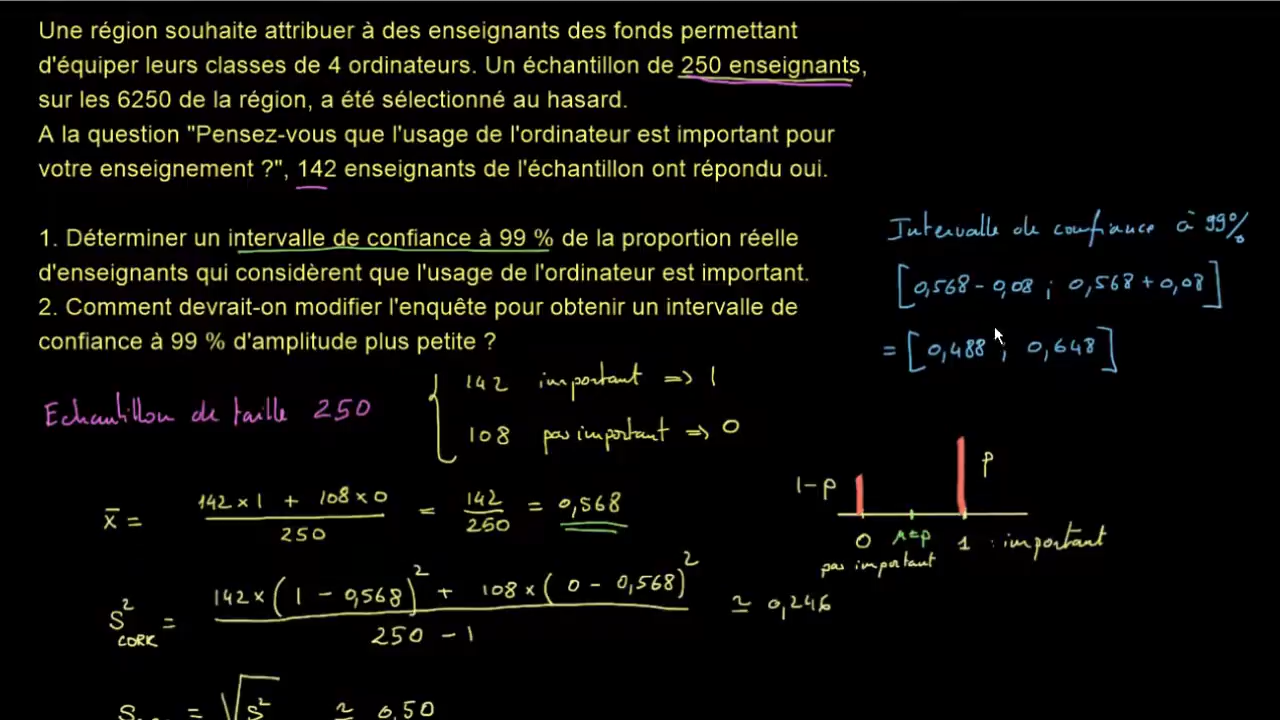 Une région souhaite attribuer à des enseignants des fonds permettant
d'équiper leurs classes de 4 ordinateurs. Un échantillon de 250 enseignants,
sur les 6250 de la région, a été sélectionné au hasard.
A la question "Pensez-vous que l'usage de l'ordinateur est important pour
votre enseignement ?", 142 enseignants de l'échantillon ont répondu oui.
1. Déterminer un intervalle de confiance à 99 % de la proportion réelle
d'enseignants qui considèrent que l'usage de l'ordinateur est important.
2. Comment devrait-on modifier l'enquête pour obtenir un intervalle de
confiance à 99 % d'amplitude plus petite ?
Intervalle de confiance à 99%
[0,568 - 0,08 ; 0,568 + 0,08]
= [0,488 ; 0,648]
Echantillon de taille 250
142 important => 1
108 pas important => 0
x̄ = (142 × 1 + 108 × 0) / 250 = 142 / 250 = 0,568
1-p
p
0 μ=p 1 : important
pas important
S²CORR = (142 × (1 - 0,568)² + 108 × (0 - 0,568)²) / (250 - 1) ≃ 0,246
= √S² ≃ 0,50